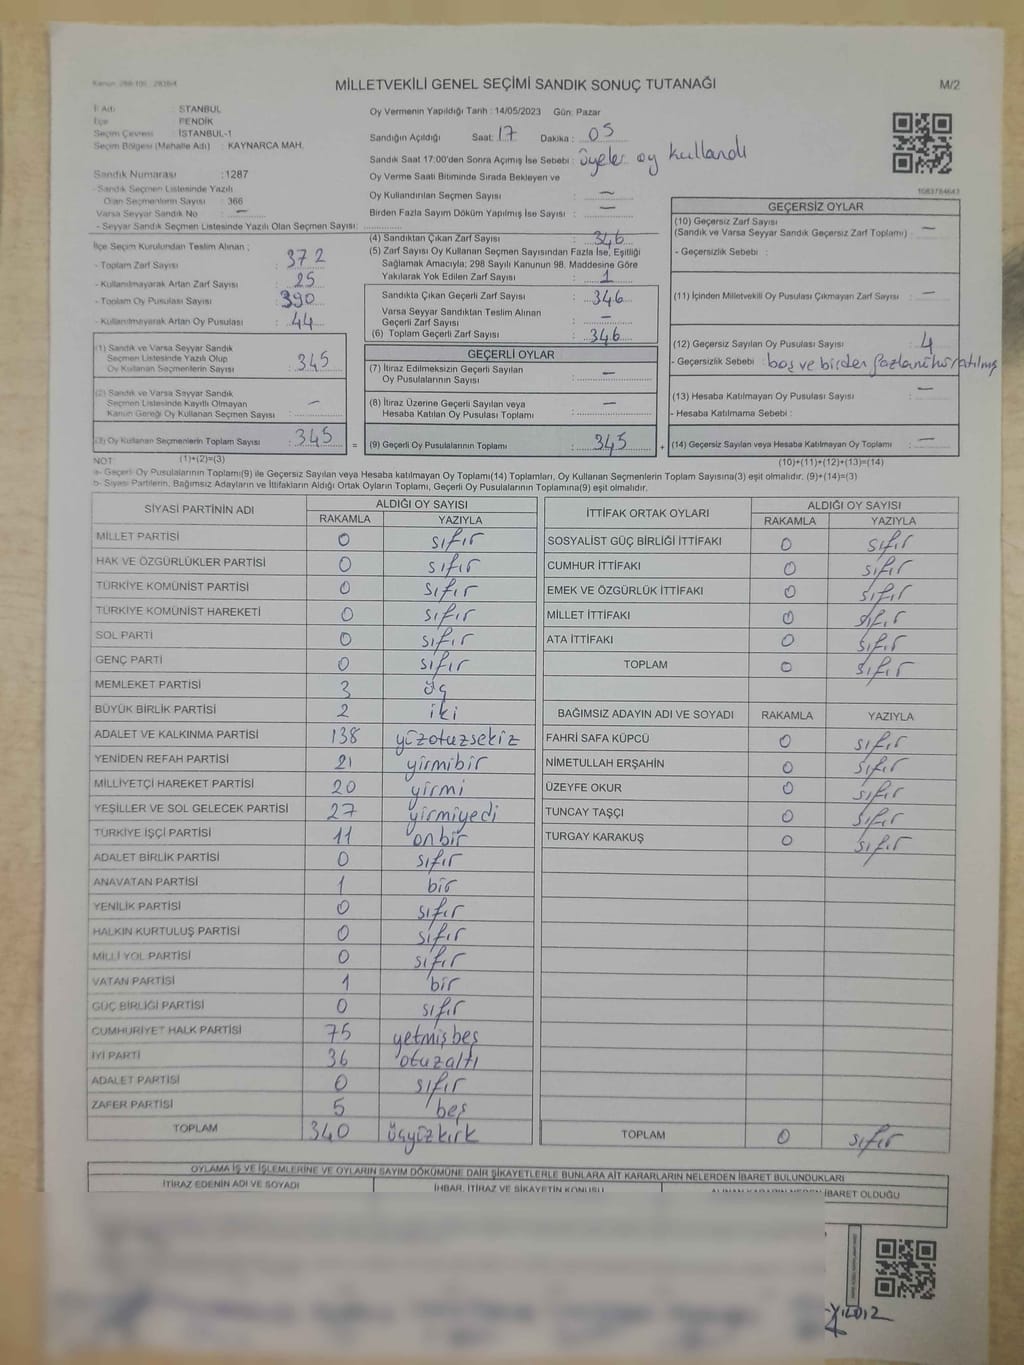 MİLLETVEKİLİ GENEL SEÇİMİ SANDIK SONUÇ TUTANAĞI
M/2
İl Adı : İSTANBUL
İlçe : PENDİK
Seçim Çevresi : İSTANBUL-1
Seçim Bölgesi (Mahalle Adı) : KAYNARCA MAH.
Sandık Numarası :1287
- Sandık Seçmen Listesinde Yazılı
Olan Seçmenlerin Sayısı : 366
Varsa Seyyar Sandık No : —
- Seyyar Sandık Seçmen Listesinde Yazılı Olan Seçmen Sayısı:
Oy Vermenin Yapıldığı Tarih : 14/05/2023 Gün: Pazar
Sandığın Açıldığı Saat: 17 Dakika : 05
Sandık Saat 17:00'den Sonra Açımış İse Sebebi : üyeler oy kullandı
Oy Verme Saati Bitiminde Sırada Bekleyen ve
Oy Kullandırılan Seçmen Sayısı : —
Birden Fazla Sayım Döküm Yapılmış İse Sayısı : —
1083784647
İlçe Seçim Kurulundan Teslim Alınan ;
- Toplam Zarf Sayısı : 372
- Kullanılmayarak Artan Zarf Sayısı : 25
- Toplam Oy Pusulası Sayısı : 390
- Kullanılmayarak Artan Oy Pusulası : 44
(1) Sandık ve Varsa Seyyar Sandık
Seçmen Listesinde Yazılı Olup
Oy Kullanan Seçmenlerin Sayısı : 345
(2) Sandık ve Varsa Seyyar Sandık
Seçmen Listesinde Kayıtlı Olmayan
Kanun Gereği Oy Kullanan Seçmen Sayısı : —
(3) Oy Kullanan Seçmenlerin Toplam Sayısı : 345 =
(4) Sandıktan Çıkan Zarf Sayısı : 346
(5) Zarf Sayısı Oy Kullanan Seçmen Sayısından Fazla İse, Eşitliği
Sağlamak Amacıyla; 298 Sayılı Kanunun 98. Maddesine Göre
Yakılarak Yok Edilen Zarf Sayısı : 1
Sandıkta Çıkan Geçerli Zarf Sayısı : 346
Varsa Seyyar Sandıktan Teslim Alınan
Geçerli Zarf Sayısı : —
(6) Toplam Geçerli Zarf Sayısı : 346
GEÇERLİ OYLAR
(7) İtiraz Edilmeksizin Geçerli Sayılan
Oy Pusulalarının Sayısı : —
(8) İtiraz Üzerine Geçerli Sayılan veya
Hesaba Katılan Oy Pusulası Toplamı : —
(9) Geçerli Oy Pusulalarının Toplamı : 345 +
GEÇERSİZ OYLAR
(10) Geçersiz Zarf Sayısı
(Sandık ve Varsa Seyyar Sandık Geçersiz Zarf Toplamı) : —
- Geçersizlik Sebebi :
(11) İçinden Milletvekili Oy Pusulası Çıkmayan Zarf Sayısı : —
(12) Geçersiz Sayılan Oy Pusulası Sayısı : 4
- Geçersizlik Sebebi : boş ve birden fazla
(13) Hesaba Katılmayan Oy Pusulası Sayısı : —
- Hesaba Katılmama Sebebi :
(14) Geçersiz Sayılan veya Hesaba Katılmayan Oy Toplamı : —
NOT: (1)+(2)=(3)
(10)+(11)+(12)+(13)=(14)
a- Geçerli Oy Pusulalarının Toplamı(9) ile Geçersiz Sayılan veya Hesaba katılmayan Oy Toplamı(14) Toplamları, Oy Kullanan Seçmenlerin Toplam Sayısına(3) eşit olmalıdır. (9)+(14)=(3)
b- Siyasi Partilerin, Bağımsız Adayların ve İttifakların Aldığı Ortak Oyların Toplamı, Geçerli Oy Pusulalarının Toplamına(9) eşit olmalıdır.
SİYASİ PARTİNİN ADI ALDIĞI OY SAYISI
RAKAMLA YAZIYLA
MİLLET PARTİSİ 0 sıfır
HAK VE ÖZGÜRLÜKLER PARTİSİ 0 sıfır
TÜRKİYE KOMÜNİST PARTİSİ 0 sıfır
TÜRKİYE KOMÜNİST HAREKETİ 0 sıfır
SOL PARTİ 0 sıfır
GENÇ PARTİ 0 sıfır
MEMLEKET PARTİSİ 3 üç
BÜYÜK BİRLİK PARTİSİ 2 iki
ADALET VE KALKINMA PARTİSİ 138 yüzotuzsekiz
YENİDEN REFAH PARTİSİ 21 yirmibir
MİLLİYETÇİ HAREKET PARTİSİ 20 yirmi
YEŞİLLER VE SOL GELECEK PARTİSİ 27 yirmiyedi
TÜRKİYE İŞÇİ PARTİSİ 11 onbir
ADALET BİRLİK PARTİSİ 0 sıfır
ANAVATAN PARTİSİ 1 bir
YENİLİK PARTİSİ 0 sıfır
HALKIN KURTULUŞ PARTİSİ 0 sıfır
MİLLİ YOL PARTİSİ 0 sıfır
VATAN PARTİSİ 1 bir
GÜÇ BİRLİĞİ PARTİSİ 0 sıfır
CUMHURİYET HALK PARTİSİ 75 yetmişbeş
İYİ PARTİ 36 otuzaltı
ADALET PARTİSİ 0 sıfır
ZAFER PARTİSİ 5 beş
TOPLAM 340 üçyüzkırk
İTTİFAK ORTAK OYLARI ALDIĞI OY SAYISI
RAKAMLA YAZIYLA
SOSYALİST GÜÇ BİRLİĞİ İTTİFAKI 0 sıfır
CUMHUR İTTİFAKI 0 sıfır
EMEK VE ÖZGÜRLÜK İTTİFAKI 0 sıfır
MİLLET İTTİFAKI 0 sıfır
ATA İTTİFAKI 0 sıfır
TOPLAM 0 sıfır
BAĞIMSIZ ADAYIN ADI VE SOYADI RAKAMLA YAZIYLA
FAHRİ SAFA KÜPCÜ 0 sıfır
NİMETULLAH ERŞAHİN 0 sıfır
ÜZEYFE OKUR 0 sıfır
TUNCAY TAŞÇI 0 sıfır
TURGAY KARAKUŞ 0 sıfır
TOPLAM 0 sıfır
OYLAMA İŞ VE İŞLEMLERİNE VE OYLARIN SAYIM DÖKÜMÜNE DAİR ŞİKAYETLERLE BUNLARA AİT KARARLARIN NELERDEN İBARET BULUNDUKLARI
İTİRAZ EDENİN ADI VE SOYADI İHBAR, İTİRAZ VE ŞİKAYETİN KONUSU İBARET OLDUĞU
YILDIZ